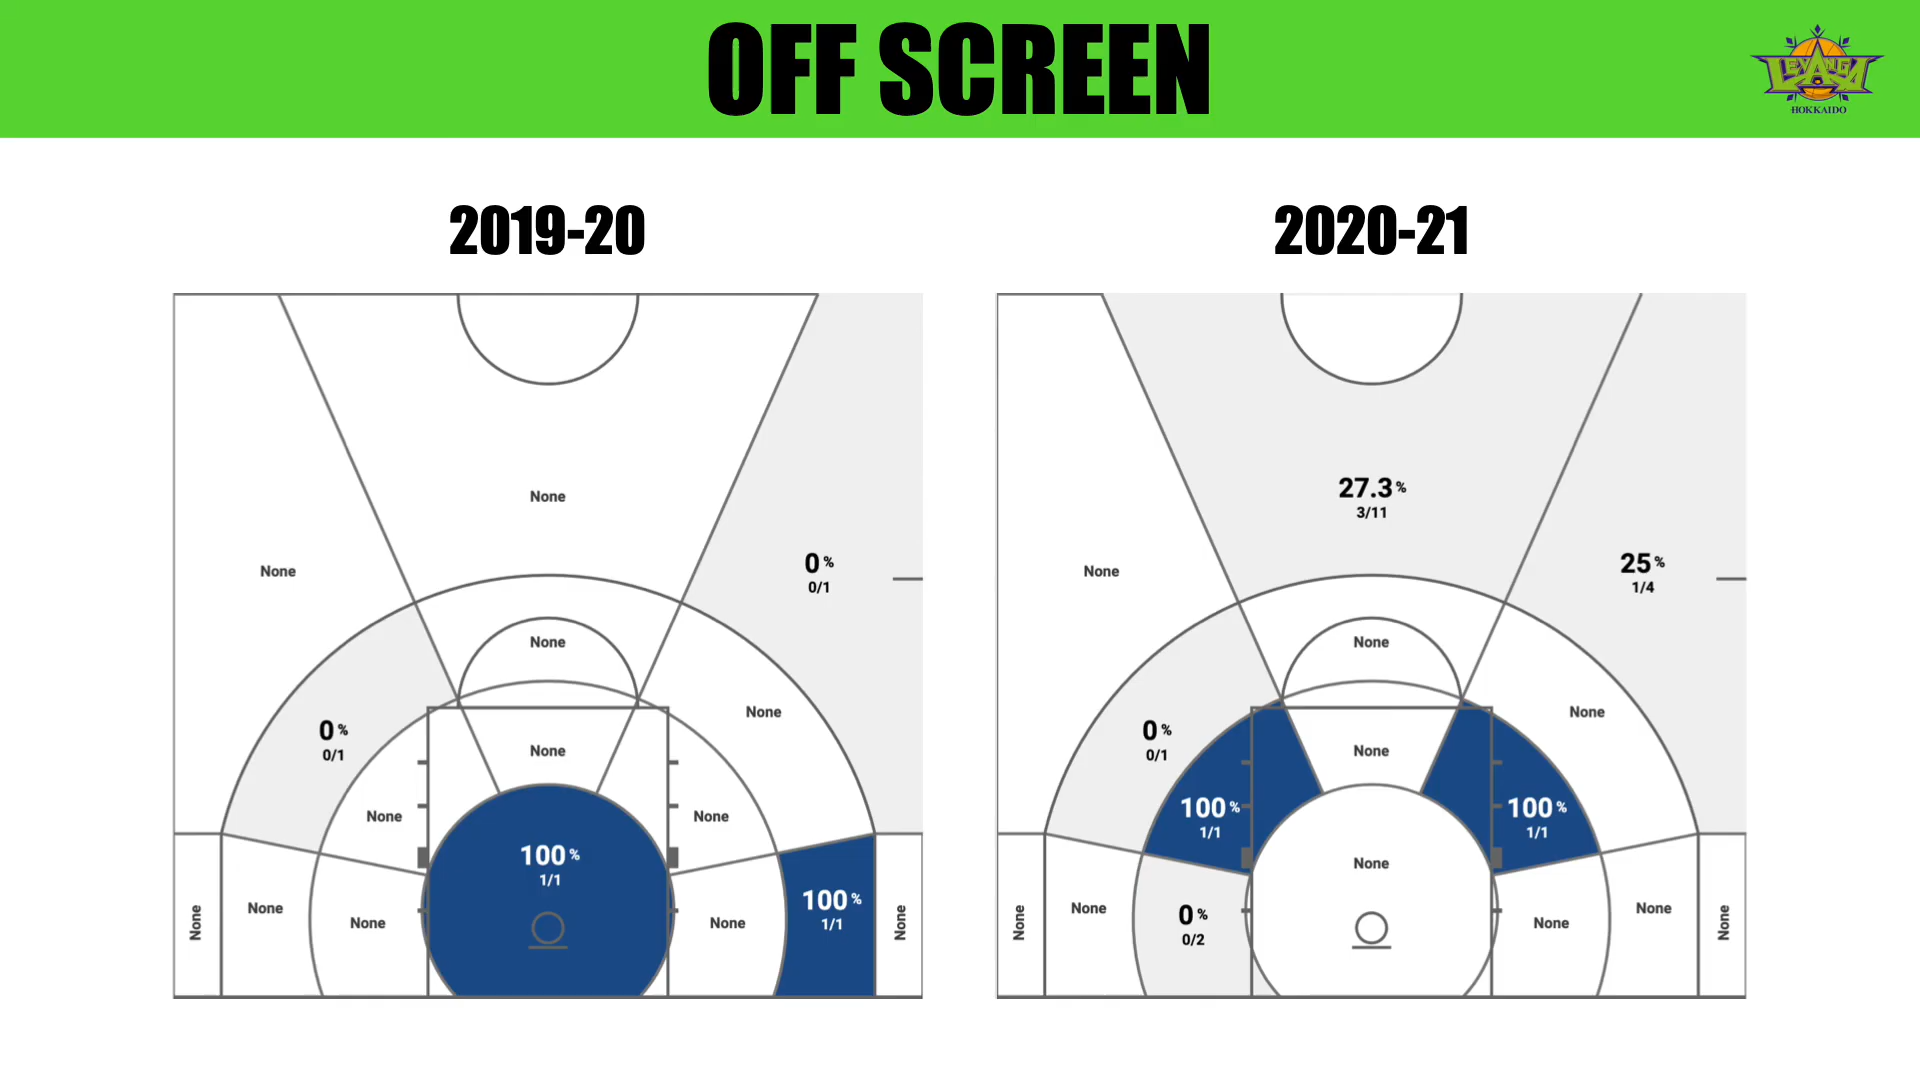 OFF SCREEN
LEVANGA
HOKKAIDO
2019-20
2020-21
None
None
0 %
0/1
None
None
0 %
0/1
None
None
None
None
100 %
1/1
100 %
1/1
None
None
None
None
None
27.3 %
3/11
None
25 %
1/4
None
None
0 %
0/1
None
100 %
1/1
100 %
1/1
None
None
None
0 %
0/2
None
None
None